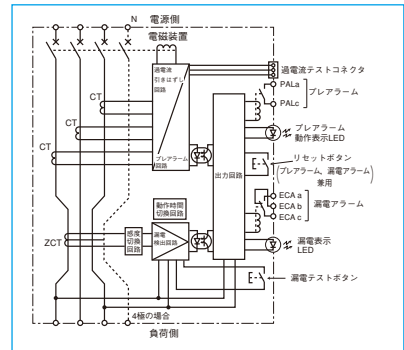 N 電源側
電磁装置
過電流
引きはずし
回路
過電流テストコネクタ
PALa
PALc
プレアラーム
CT
CT
CT
プレアラーム
回路
プレアラーム
動作表示LED
出力回路
リセットボタン
(プレアラーム、漏電アラーム
兼用)
動作時間
切換回路
ECA a
ECA b
ECA c
漏電アラーム
ZCT
感度
切換
回路
漏電
検出回路
漏電表示
LED
漏電テストボタン
4極の場合
負荷側